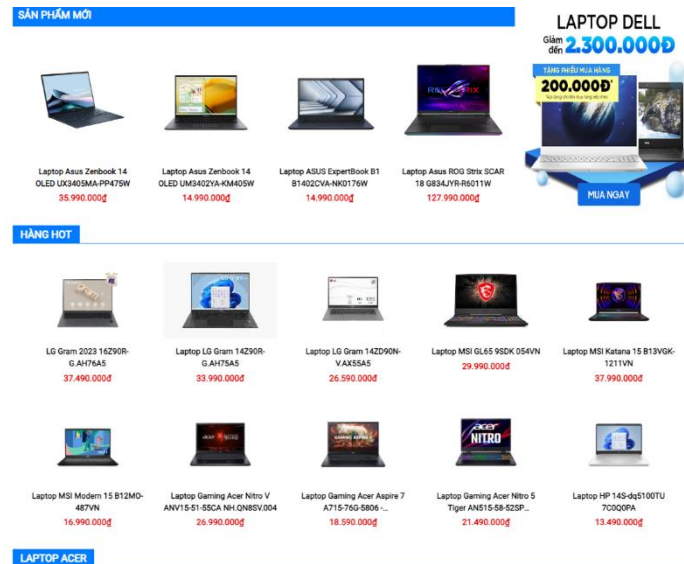 SẢN PHẨM MỚI
LAPTOP DELL
Giảm đến 2.300.000Đ
TẶNG PHIẾU MUA HÀNG
200.000Đ*
MUA NGAY
Laptop Asus Zenbook 14
OLED UX3405MA-PP475W
35.990.000₫
Laptop Asus Zenbook 14
OLED UM3402YA-KM405W
14.990.000₫
Laptop ASUS ExpertBook B1
B1402CVA-NK0176W
14.990.000₫
Laptop Asus ROG Strix SCAR
18 G834JYR-R6011W
127.990.000₫
HÀNG HOT
LG Gram 2023 16Z90R-
G.AH76A5
37.490.000₫
Laptop LG Gram 14Z90R-
G.AH75A5
33.990.000₫
Laptop LG Gram 14ZD90N-
V.AX55A5
26.590.000₫
Laptop MSI GL65 9SDK 054VN
29.990.000₫
Laptop MSI Katana 15 B13VGK-
1211VN
37.990.000₫
Laptop MSI Modern 15 B12MO-
487VN
16.990.000₫
Laptop Gaming Acer Nitro V
ANV15-51-55CA NH.QN8SV.004
26.990.000₫
GAMING ASPIRE 7
Laptop Gaming Acer Aspire 7
A715-76G-5806 -...
18.590.000₫
acer
NITRO
Laptop Gaming Acer Nitro 5
Tiger AN515-58-52SP...
21.490.000₫
Laptop HP 14S-dq5100TU
7C0Q0PA
13.490.000₫
LAPTOP ACER